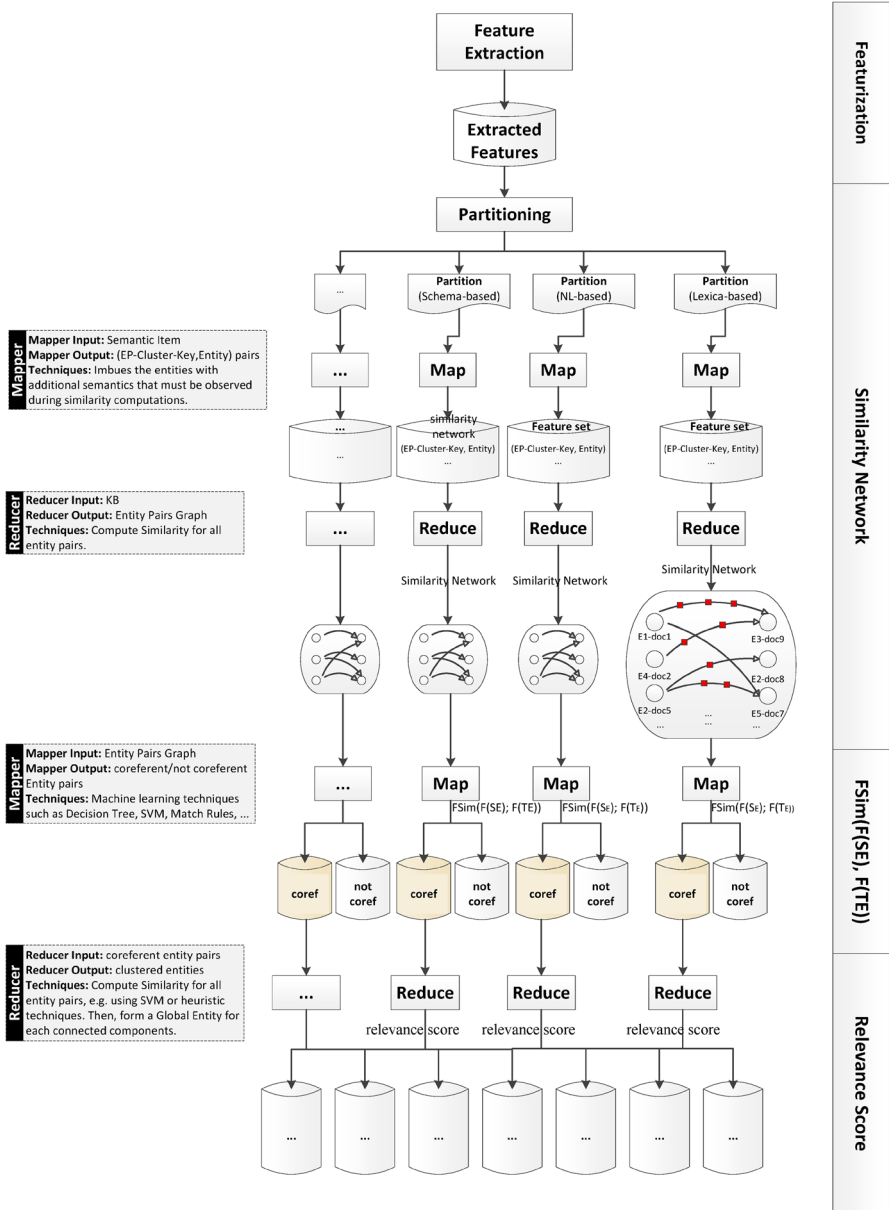 Feature
Extraction
Extracted
Features
Partitioning
Featurization
...
Partition
(Schema-based)
Partition
(NL-based)
Partition
(Lexica-based)
Mapper
Mapper Input: Semantic Item
Mapper Output: (EP-Cluster-Key,Entity) pairs
Techniques: Imbues the entities with
additional semantics that must be observed
during similarity computations.
...
Map
Map
Map
...
...
similarity
network
(EP-Cluster-Key, Entity)
...
Feature set
(EP-Cluster-Key, Entity)
...
Feature set
(EP-Cluster-Key, Entity)
...
Similarity Network
Reducer
Reducer Input: KB
Reducer Output: Entity Pairs Graph
Techniques: Compute Similarity for all
entity pairs.
...
Reduce
Reduce
Reduce
Similarity Network
Similarity Network
Similarity Network
E1-doc1
E3-doc9
E4-doc2
E2-doc8
E2-doc5
E5-doc7
...
...
...
...
Mapper
Mapper Input: Entity Pairs Graph
Mapper Output: coreferent/not coreferent
Entity pairs
Techniques: Machine learning techniques
such as Decision Tree, SVM, Match Rules, ...
...
Map
Map
Map
FSim(F(SE); F(TE))
FSim(F(SE); F(TE))
FSim(F(SE); F(TE))
coref
not
coref
coref
not
coref
coref
not
coref
coref
not
coref
FSim(F(SE), F(TE))
Reducer
Reducer Input: coreferent entity pairs
Reducer Output: clustered entities
Techniques: Compute Similarity for all
entity pairs, e.g. using SVM or heuristic
techniques. Then, form a Global Entity for
each connected components.
...
Reduce
Reduce
Reduce
relevance score
relevance score
relevance score
...
...
...
...
...
...
...
Relevance Score